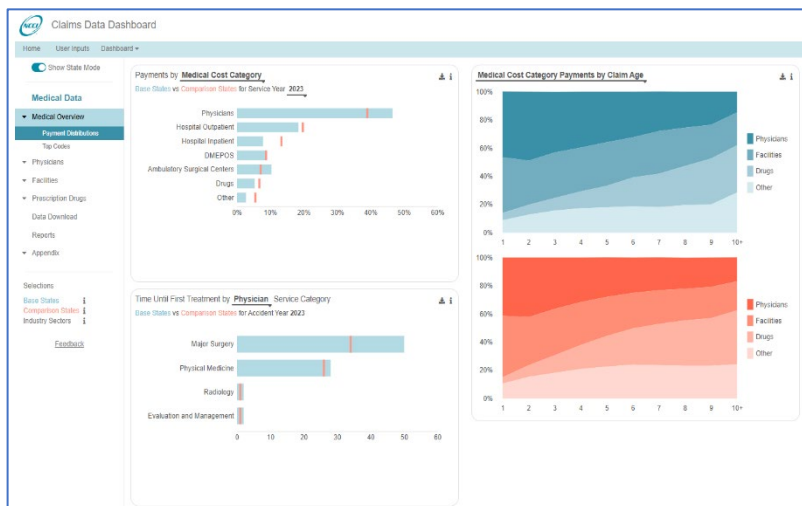 NCCI Claims Data Dashboard
Home User Inputs Dashboard
Show State Mode
Medical Data
Medical Overview
Payment Distributions
Top Codes
Physicians
Facilities
Prescription Drugs
Data Download
Reports
Appendix
Selections
Base States i
Comparison States i
Industry Sectors i
Feedback
Payments by Medical Cost Category
Base States vs Comparison States for Service Year 2023
Physicians
Hospital Outpatient
Hospital Inpatient
DMEPOS
Ambulatory Surgical Centers
Drugs
Other
0% 10% 20% 30% 40% 50% 60%
Time Until First Treatment by Physician Service Category
Base States vs Comparison States for Accident Year 2023
Major Surgery
Physical Medicine
Radiology
Evaluation and Management
0 10 20 30 40 50 60
Medical Cost Category Payments by Claim Age
100%
80%
60%
40%
20%
0%
1 2 3 4 5 6 7 8 9 10+
Physicians
Facilities
Drugs
Other
100%
80%
60%
40%
20%
0%
1 2 3 4 5 6 7 8 9 10+
Physicians
Facilities
Drugs
Other